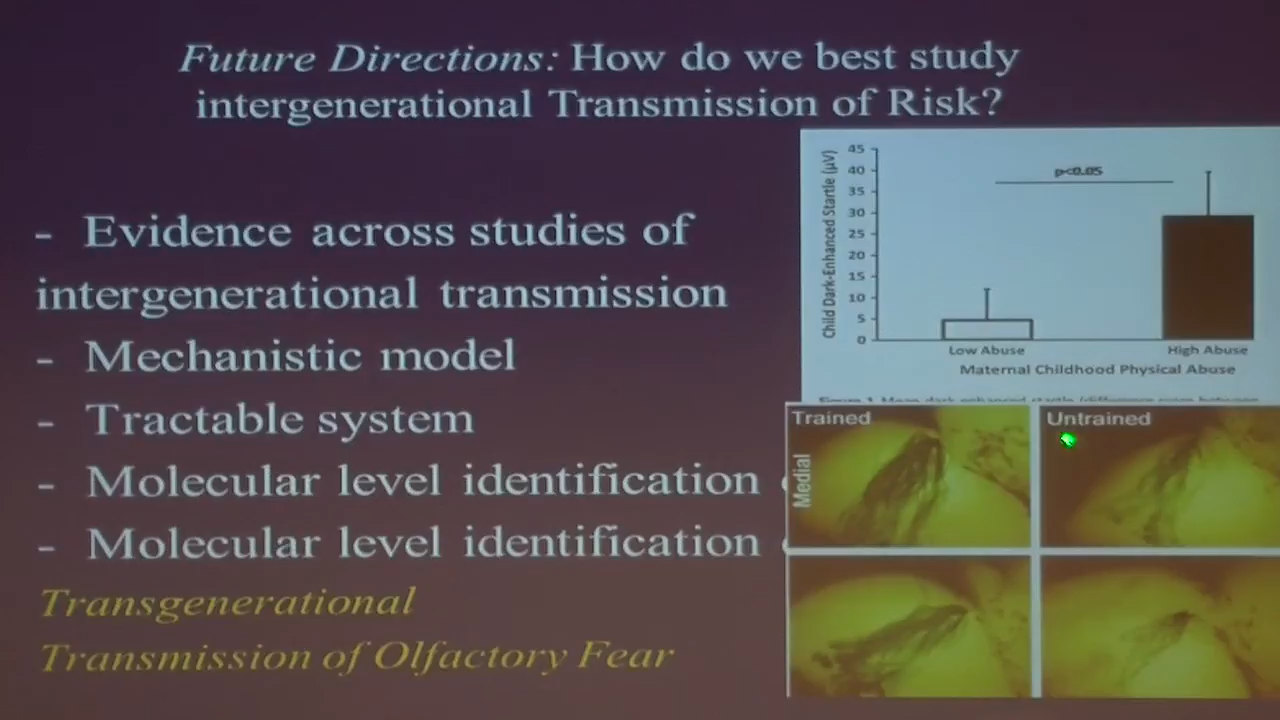 Future Directions: How do we best study
intergenerational Transmission of Risk?
- Evidence across studies of
intergenerational transmission
- Mechanistic model
- Tractable system
- Molecular level identification
- Molecular level identification
Transgenerational
Transmission of Olfactory Fear
Child Dark-Enhanced Startle (µV)
45
40
35
30
25
20
15
10
5
0
p<0.05
Low Abuse
High Abuse
Maternal Childhood Physical Abuse
Trained
Untrained
Medial